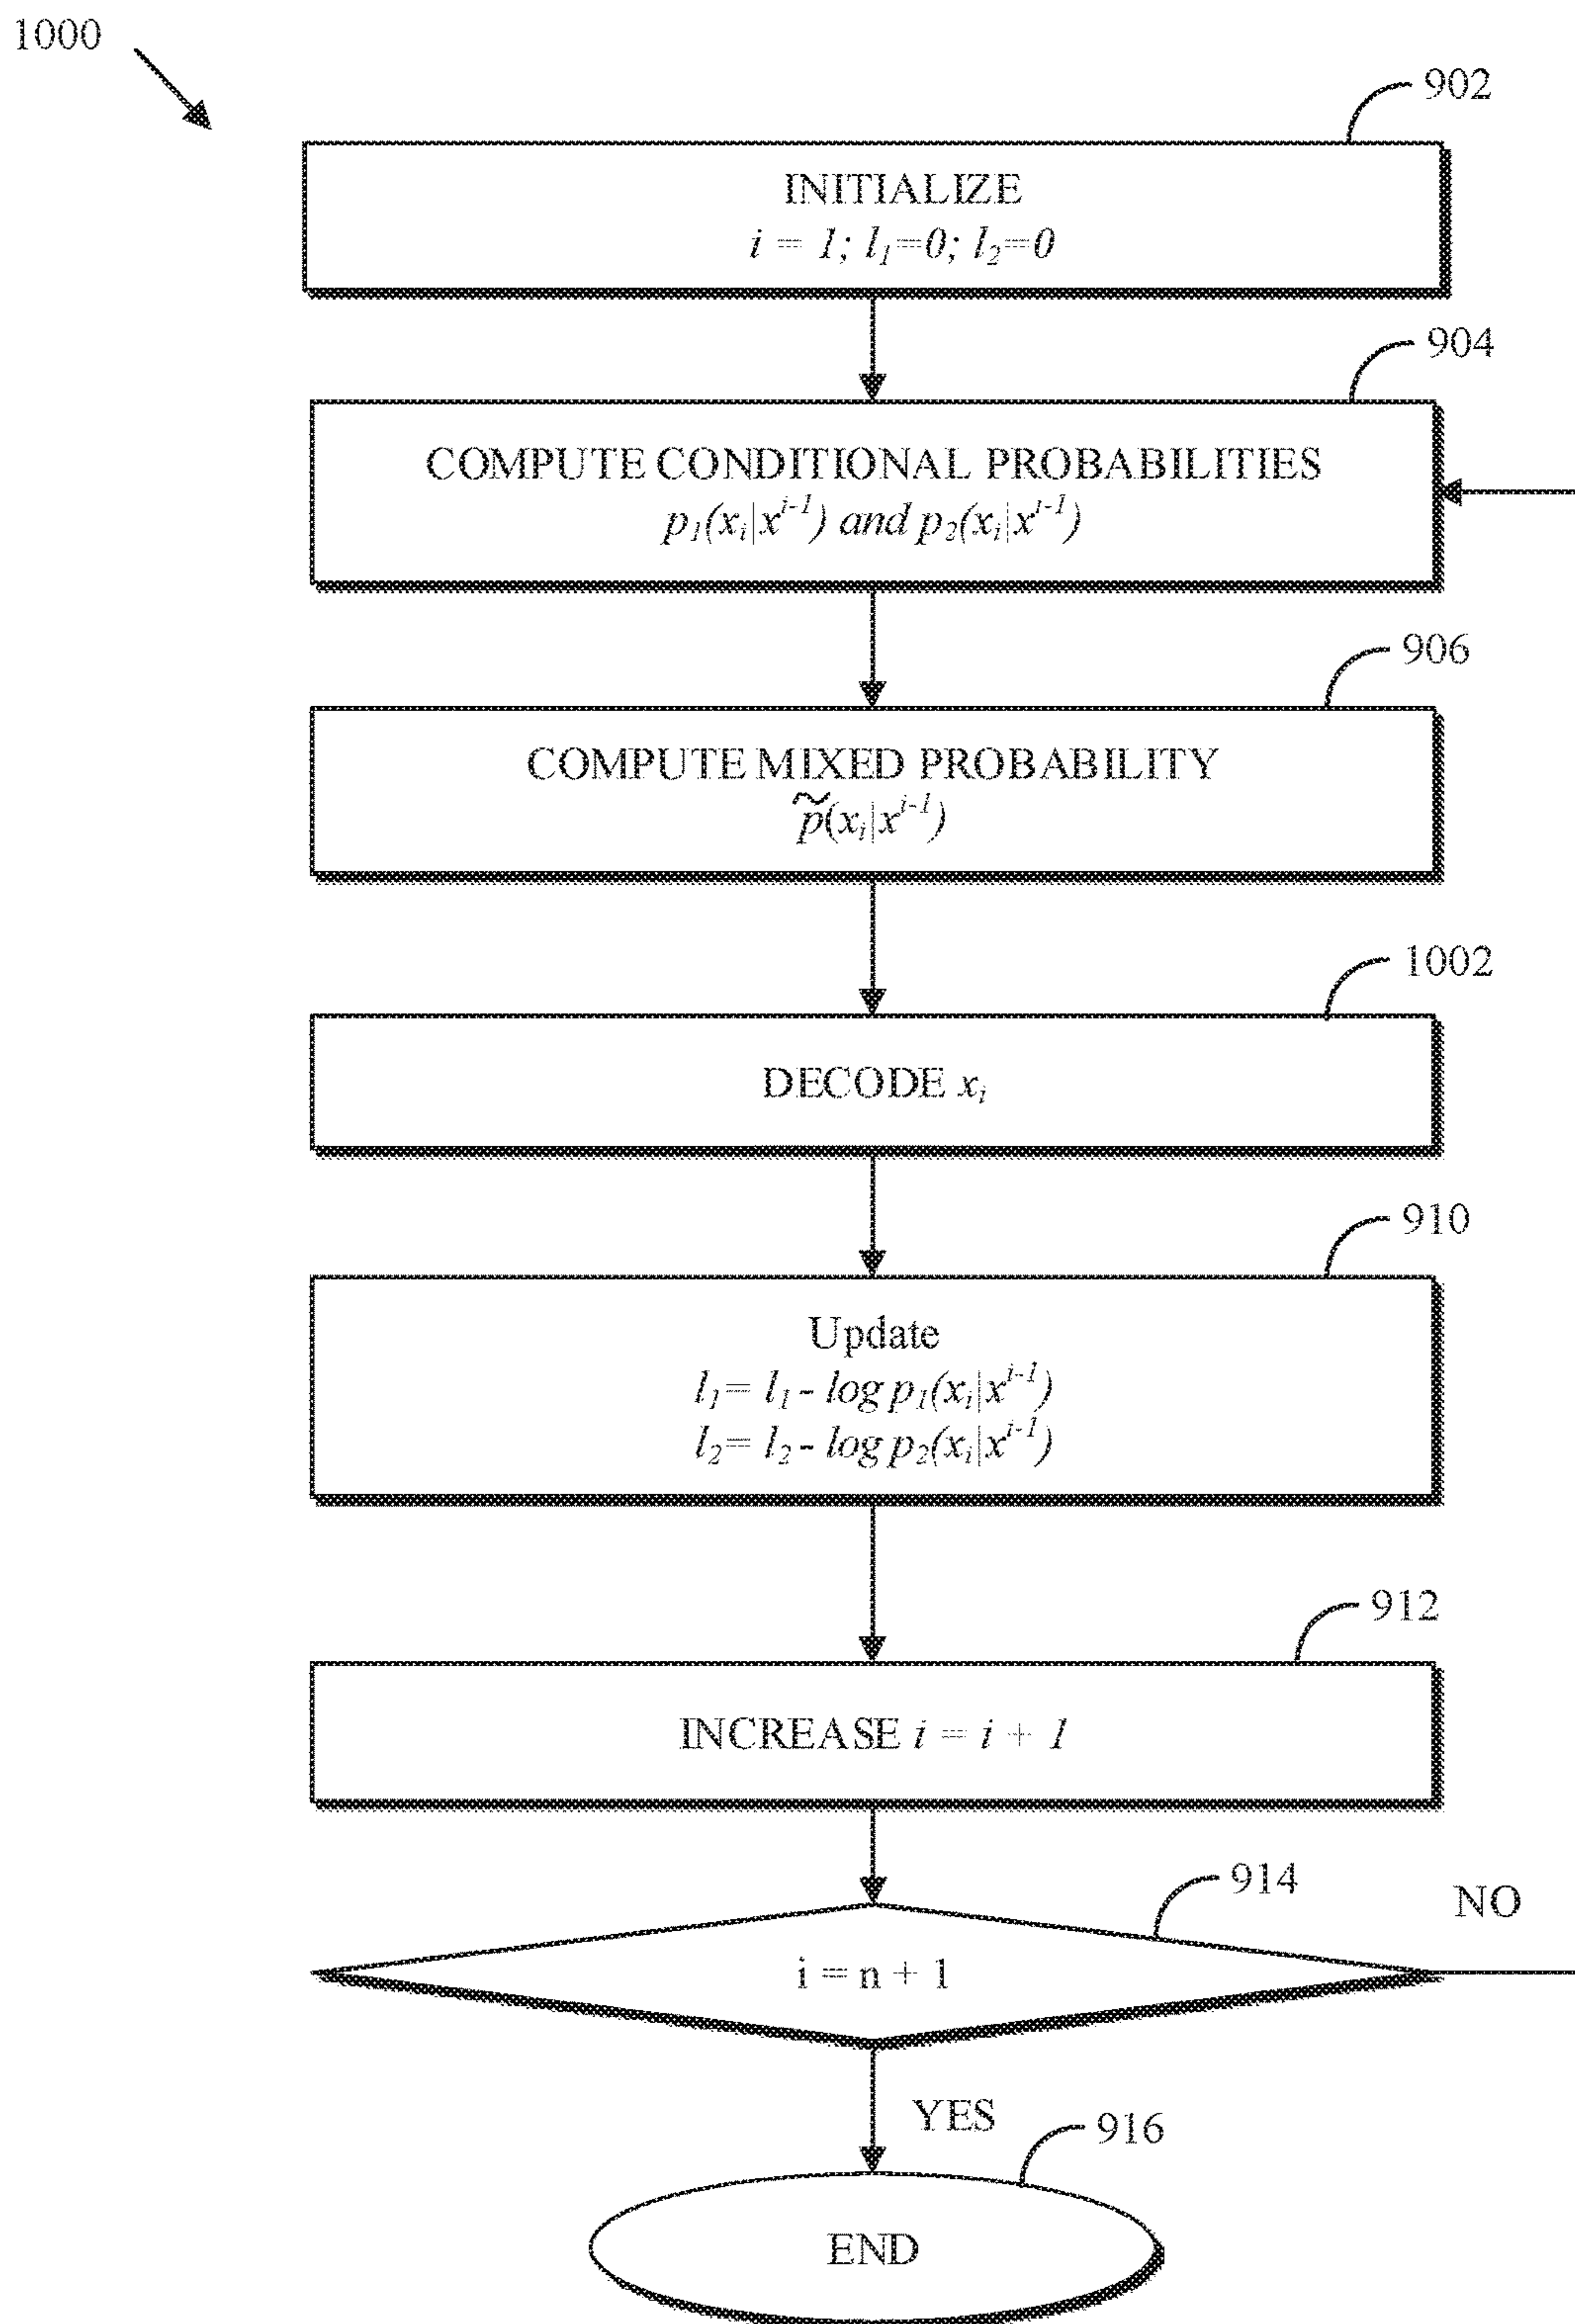 1000
902
INITIALIZE
i = 1; l₁=0; l₂=0
904
COMPUTE CONDITIONAL PROBABILITIES
p₁(xᵢ|xⁱ⁻¹) and p₂(xᵢ|xⁱ⁻¹)
906
COMPUTE MIXED PROBABILITY
p̃(xᵢ|xⁱ⁻¹)
1002
DECODE xᵢ
910
Update
l₁= l₁ - log p₁(xᵢ|xⁱ⁻¹)
l₂= l₂ - log p₂(xᵢ|xⁱ⁻¹)
912
INCREASE i = i + 1
914
NO
i = n + 1
YES
916
END